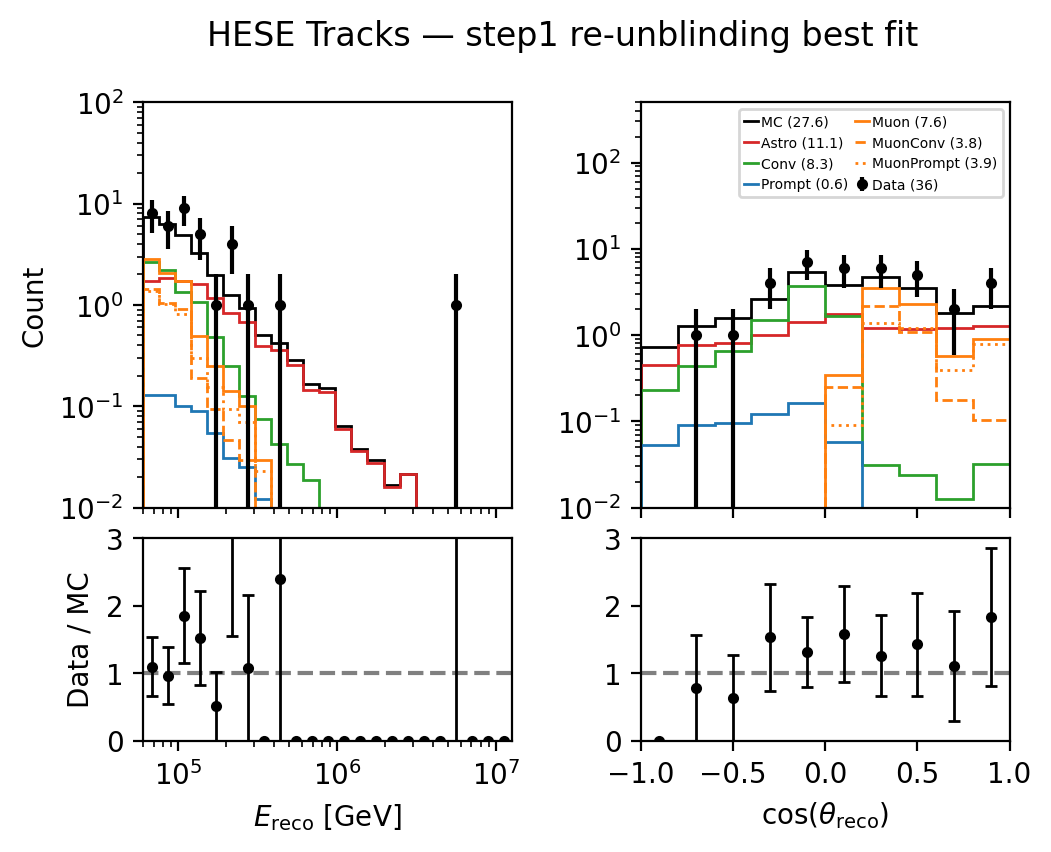 HESE Tracks — step1 re-unblinding best fit
Count
10²
10¹
10⁰
10⁻¹
10⁻²
10²
10¹
10⁰
10⁻¹
10⁻²
MC (27.6)
Astro (11.1)
Conv (8.3)
Prompt (0.6)
Muon (7.6)
MuonConv (3.8)
MuonPrompt (3.9)
Data (36)
Data / MC
3
2
1
0
10⁵ 10⁶ 10⁷
E_reco [GeV]
3
2
1
0
−1.0 −0.5 0.0 0.5 1.0
cos(θ_reco)